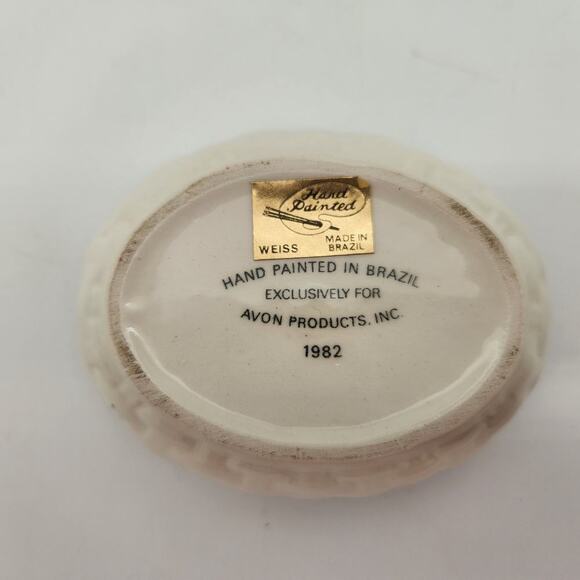 Hand
Painted
WEISS
MADE IN
BRAZIL
HAND PAINTED IN BRAZIL
EXCLUSIVELY FOR
AVON PRODUCTS, INC.
1982